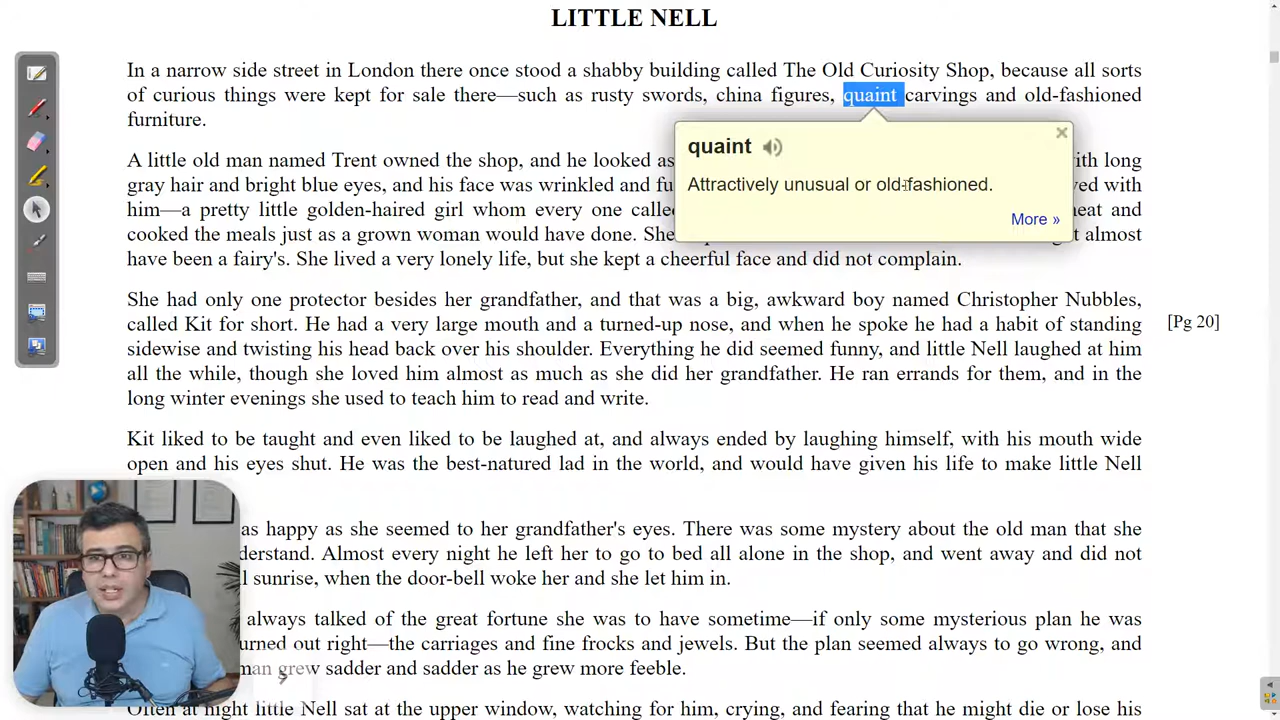 LITTLE NELL
In a narrow side street in London there once stood a shabby building called The Old Curiosity Shop, because all sorts
of curious things were kept for sale there—such as rusty swords, china figures, quaint carvings and old-fashioned
furniture.
quaint
Attractively unusual or old-fashioned.
More »
A little old man named Trent owned the shop, and he looked as with long
gray hair and bright blue eyes, and his face was wrinkled and fu ved with
him—a pretty little golden-haired girl whom every one calle eat and
cooked the meals just as a grown woman would have done. She t almost
have been a fairy's. She lived a very lonely life, but she kept a cheerful face and did not complain.
She had only one protector besides her grandfather, and that was a big, awkward boy named Christopher Nubbles,
called Kit for short. He had a very large mouth and a turned-up nose, and when he spoke he had a habit of standing
[Pg 20]
sidewise and twisting his head back over his shoulder. Everything he did seemed funny, and little Nell laughed at him
all the while, though she loved him almost as much as she did her grandfather. He ran errands for them, and in the
long winter evenings she used to teach him to read and write.
Kit liked to be taught and even liked to be laughed at, and always ended by laughing himself, with his mouth wide
open and his eyes shut. He was the best-natured lad in the world, and would have given his life to make little Nell
as happy as she seemed to her grandfather's eyes. There was some mystery about the old man that she
derstand. Almost every night he left her to go to bed all alone in the shop, and went away and did not
l sunrise, when the door-bell woke her and she let him in.
always talked of the great fortune she was to have sometime—if only some mysterious plan he was
urned out right—the carriages and fine frocks and jewels. But the plan seemed always to go wrong, and
man grew sadder and sadder as he grew more feeble.
Often at night little Nell sat at the upper window, watching for him, crying, and fearing that he might die or lose his